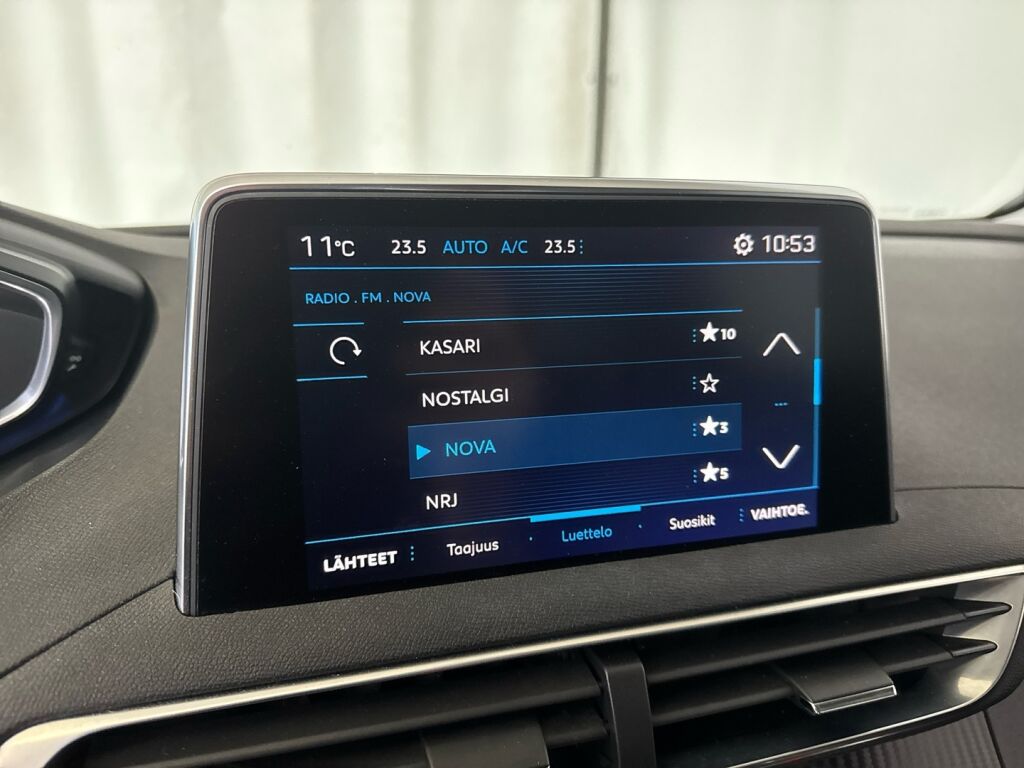 11°C 23.5 AUTO A/C 23.5 10:53
RADIO . FM . NOVA
KASARI 10
NOSTALGI
NOVA 3
NRJ 5
LÄHTEET Taajuus Luettelo Suosikit VAIHTOE.